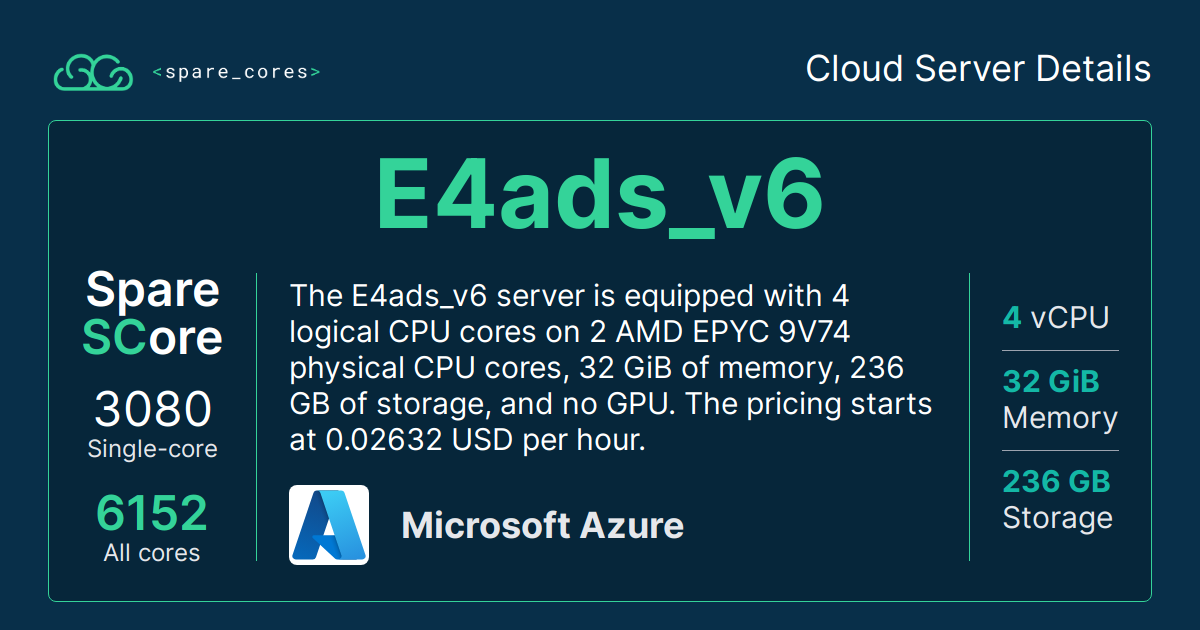 <spare_cores>
Cloud Server Details
E4ads_v6
Spare
SCore
3080
Single-core
6152
All cores
The E4ads_v6 server is equipped with 4
logical CPU cores on 2 AMD EPYC 9V74
physical CPU cores, 32 GiB of memory, 236
GB of storage, and no GPU. The pricing starts
at 0.02632 USD per hour.
Microsoft Azure
4 vCPU
32 GiB
Memory
236 GB
Storage